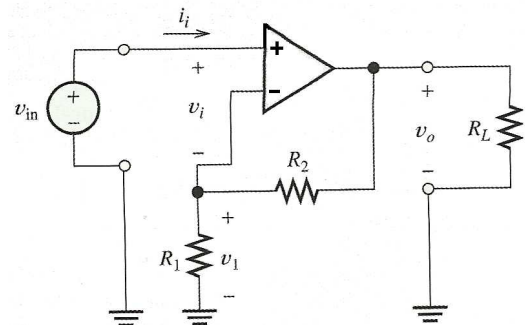 i_i
+
+
v_in
+
−
v_i
−
−
+
v_o
−
R_L
R_2
R_1
+
v_1
−